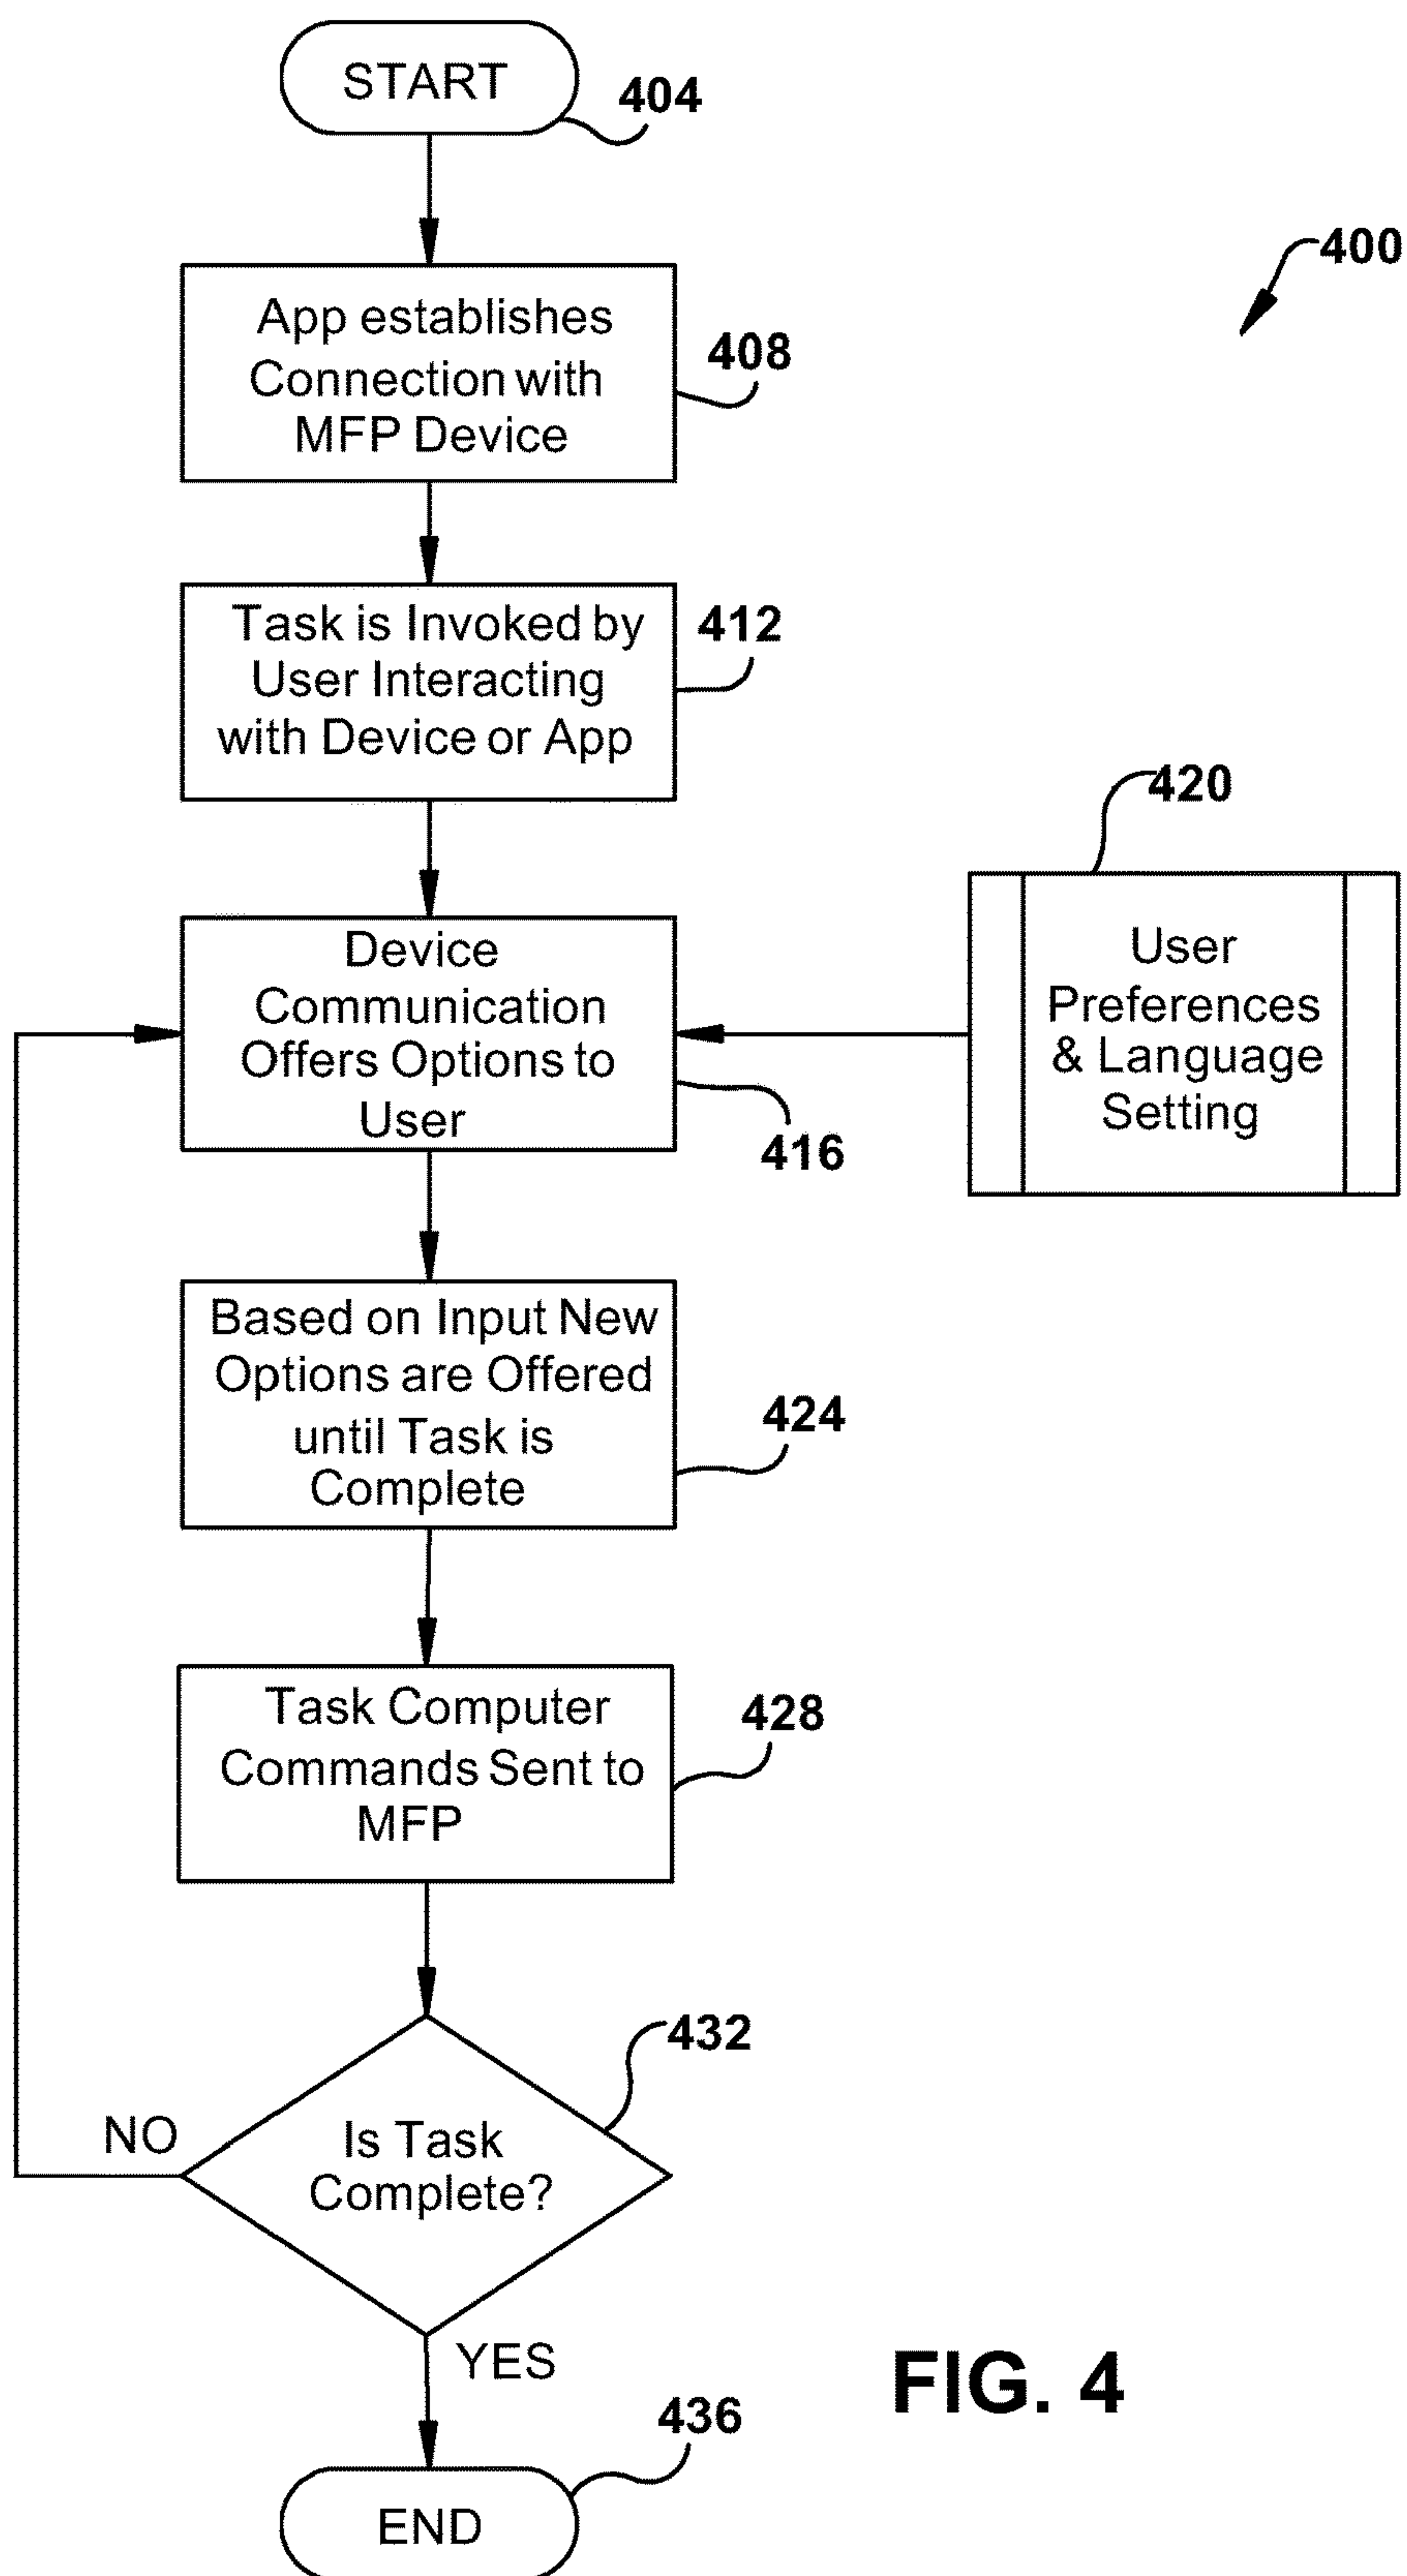 START
404
400
App establishes
Connection with
MFP Device
408
Task is Invoked by
User Interacting
with Device or App
412
420
Device
Communication
Offers Options to
User
416
User
Preferences
& Language
Setting
Based on Input New
Options are Offered
until Task is
Complete
424
Task Computer
Commands Sent to
MFP
428
432
Is Task
Complete?
NO
YES
FIG. 4
436
END